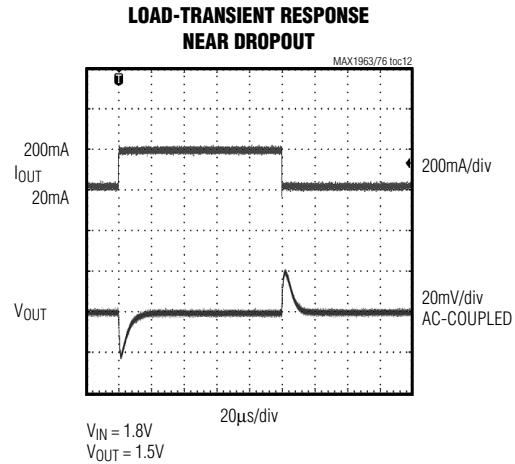 LOAD-TRANSIENT RESPONSE
NEAR DROPOUT
MAX1963/76 toc12
T
200mA
IOUT
20mA
200mA/div
VOUT
20mV/div
AC-COUPLED
20μs/div
VIN = 1.8V
VOUT = 1.5V